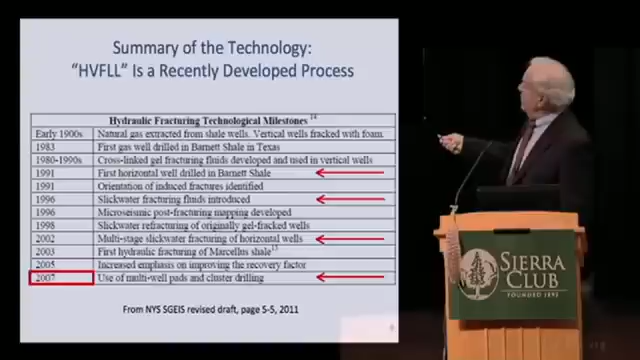 Summary of the Technology:
"HVFLL" Is a Recently Developed Process
Hydraulic Fracturing Technological Milestones 14
Early 1900s Natural gas extracted from shale wells. Vertical wells fracked with foam.
1983 First gas well drilled in Barnett Shale in Texas
1980-1990s Cross-linked gel fracturing fluids developed and used in vertical wells
1991 First horizontal well drilled in Barnett Shale
1991 Orientation of induced fractures identified
1996 Slickwater fracturing fluids introduced
1996 Microseismic post-fracturing mapping developed
1998 Slickwater refracturing of originally gel-fracked wells
2002 Multi-stage slickwater fracturing of horizontal wells
2003 First hydraulic fracturing of Marcellus shale
2005 Increased emphasis on improving the recovery factor
2007 Use of multi-well pads and cluster drilling
From NYS SGEIS revised draft, page 5-5, 2011
SIERRA
CLUB
FOUNDED 1892